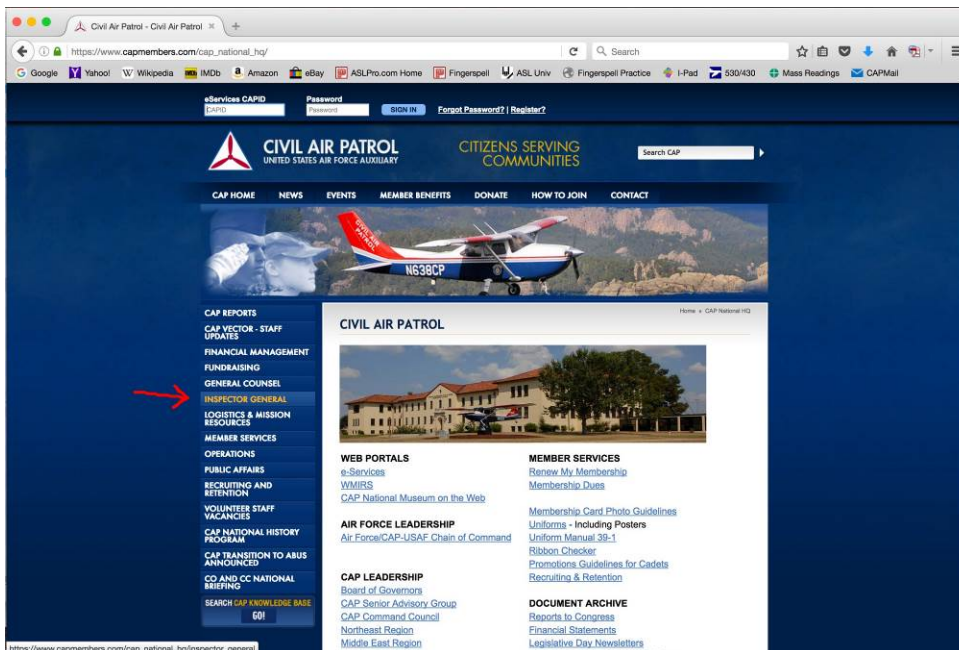 Civil Air Patrol - Civil Air Patrol × +
https://www.capmembers.com/cap_national_hq/ Search
Google Yahoo! Wikipedia IMDb Amazon eBay ASLPro.com Home Fingerspell ASL Univ Fingerspell Practice I-Pad 530/430 Mass Readings CAPMail
eServices CAPID Password
CAPID Password SIGN IN Forgot Password? | Register?
CIVIL AIR PATROL
UNITED STATES AIR FORCE AUXILIARY
CITIZENS SERVING
COMMUNITIES
Search CAP
CAP HOME NEWS EVENTS MEMBER BENEFITS DONATE HOW TO JOIN CONTACT
CIVIL AIR
PATROL
N638CP
CAP REPORTS
CAP VECTOR - STAFF
UPDATES
FINANCIAL MANAGEMENT
FUNDRAISING
GENERAL COUNSEL
INSPECTOR GENERAL
LOGISTICS & MISSION
RESOURCES
MEMBER SERVICES
OPERATIONS
PUBLIC AFFAIRS
RECRUITING AND
RETENTION
VOLUNTEER STAFF
VACANCIES
CAP NATIONAL HISTORY
PROGRAM
CAP TRANSITION TO ABUS
ANNOUNCED
CO AND CC NATIONAL
BRIEFING
SEARCH CAP KNOWLEDGE BASE
GO!
Home » CAP National HQ
CIVIL AIR PATROL
WEB PORTALS
e-Services
WMIRS
CAP National Museum on the Web
AIR FORCE LEADERSHIP
Air Force/CAP-USAF Chain of Command
CAP LEADERSHIP
Board of Governors
CAP Senior Advisory Group
CAP Command Council
Northeast Region
Middle East Region
MEMBER SERVICES
Renew My Membership
Membership Dues
Membership Card Photo Guidelines
Uniforms - Including Posters
Uniform Manual 39-1
Ribbon Checker
Promotions Guidelines for Cadets
Recruiting & Retention
DOCUMENT ARCHIVE
Reports to Congress
Financial Statements
Legislative Day Newsletters
https://www.capmembers.com/cap_national_hq/inspector_general